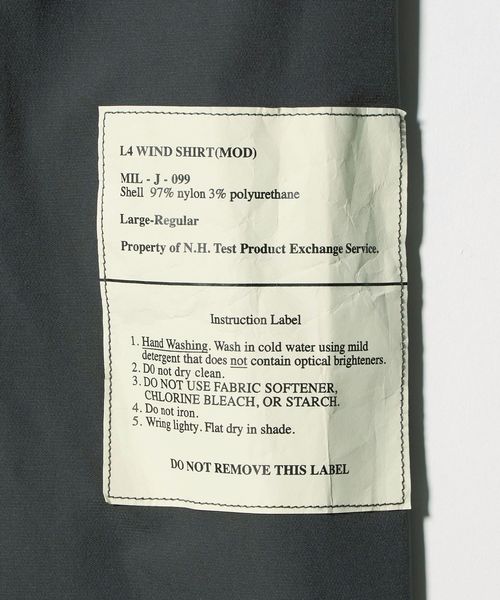 L4 WIND SHIRT(MOD)
MIL - J - 099
Shell 97% nylon 3% polyurethane
Large-Regular
Property of N.H. Test Product Exchange Service.
Instruction Label
1. Hand Washing. Wash in cold water using mild
detergent that does not contain optical brighteners.
2. DO not dry clean.
3. DO NOT USE FABRIC SOFTENER,
CHLORINE BLEACH, OR STARCH.
4. Do not iron.
5. Wring lighty. Flat dry in shade.
DO NOT REMOVE THIS LABEL